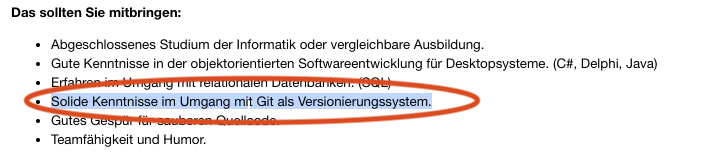 Das sollten Sie mitbringen:
Abgeschlossenes Studium der Informatik oder vergleichbare Ausbildung.
Gute Kenntnisse in der objektorientierten Softwareentwicklung für Desktopsysteme. (C#, Delphi, Java)
Erfahren im Umgang mit relationalen Datenbanken. (SQL)
Solide Kenntnisse im Umgang mit Git als Versionierungssystem.
Gutes Gespür für sauberen Quellcode.
Teamfähigkeit und Humor.